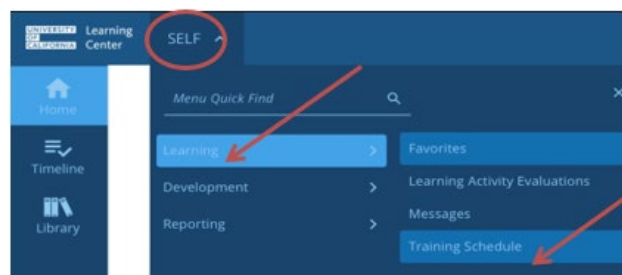 UNIVERSITY OF CALIFORNIA
Learning Center
SELF
Home
Timeline
Library
Menu Quick Find
Learning
Development
Reporting
Favorites
Learning Activity Evaluations
Messages
Training Schedule